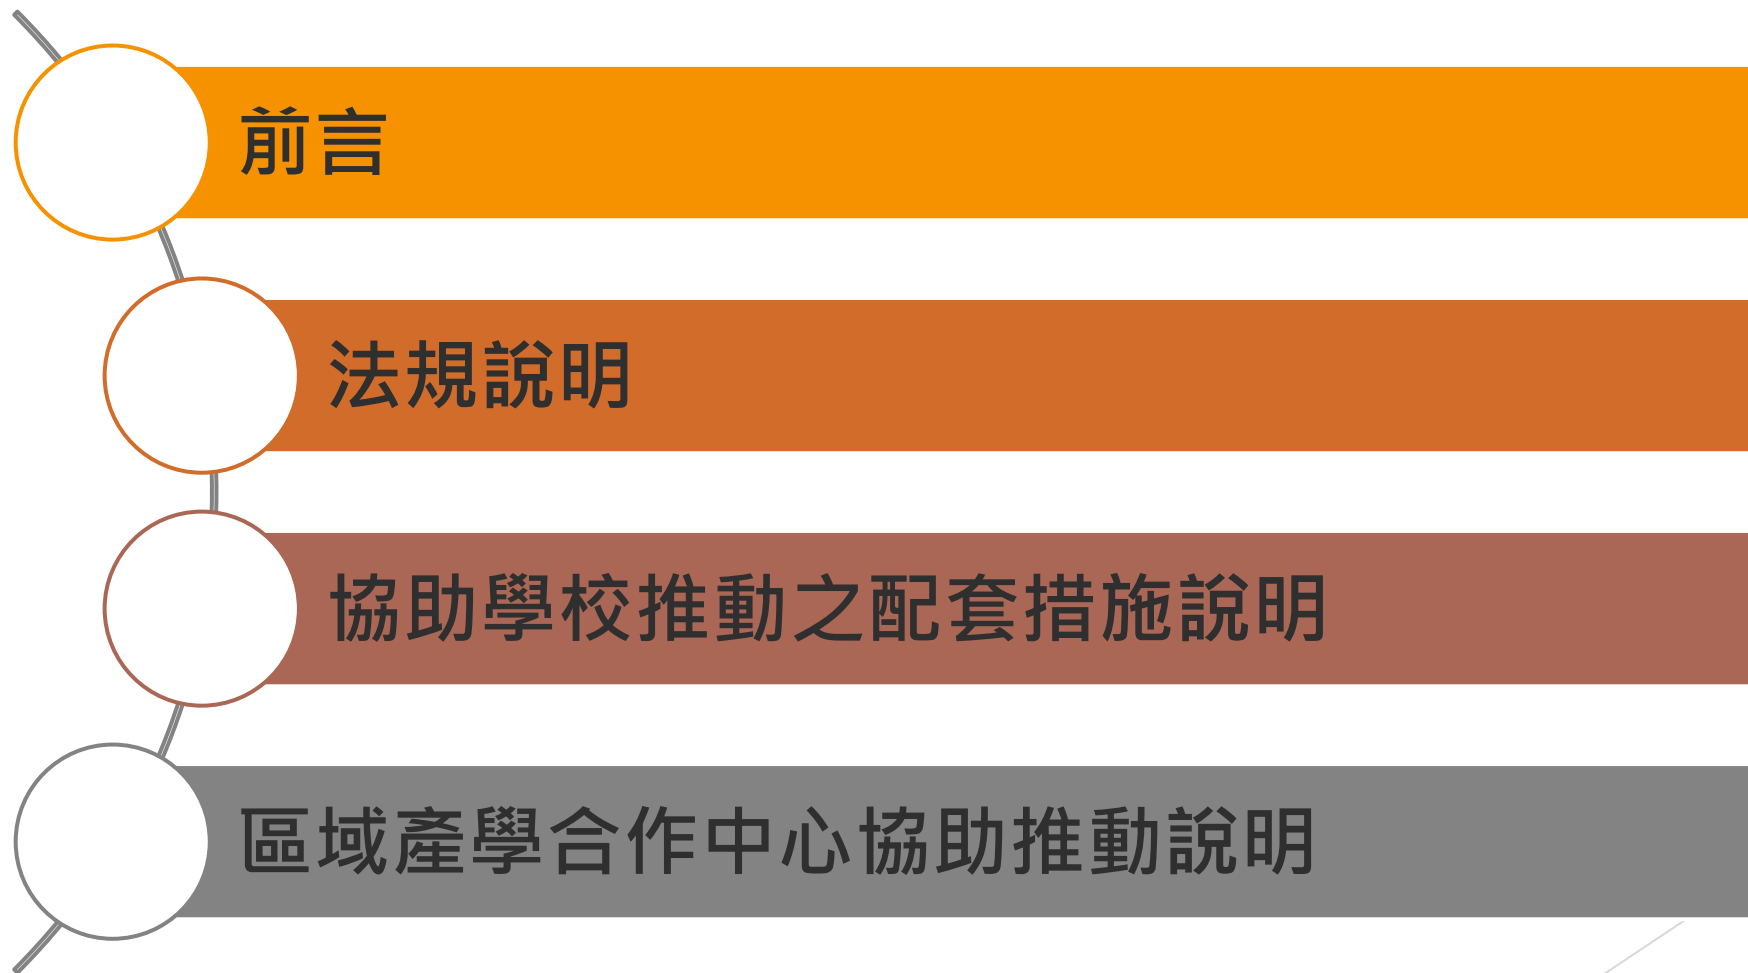 前言
法規說明
協助學校推動之配套措施說明
區域產學合作中心協助推動說明